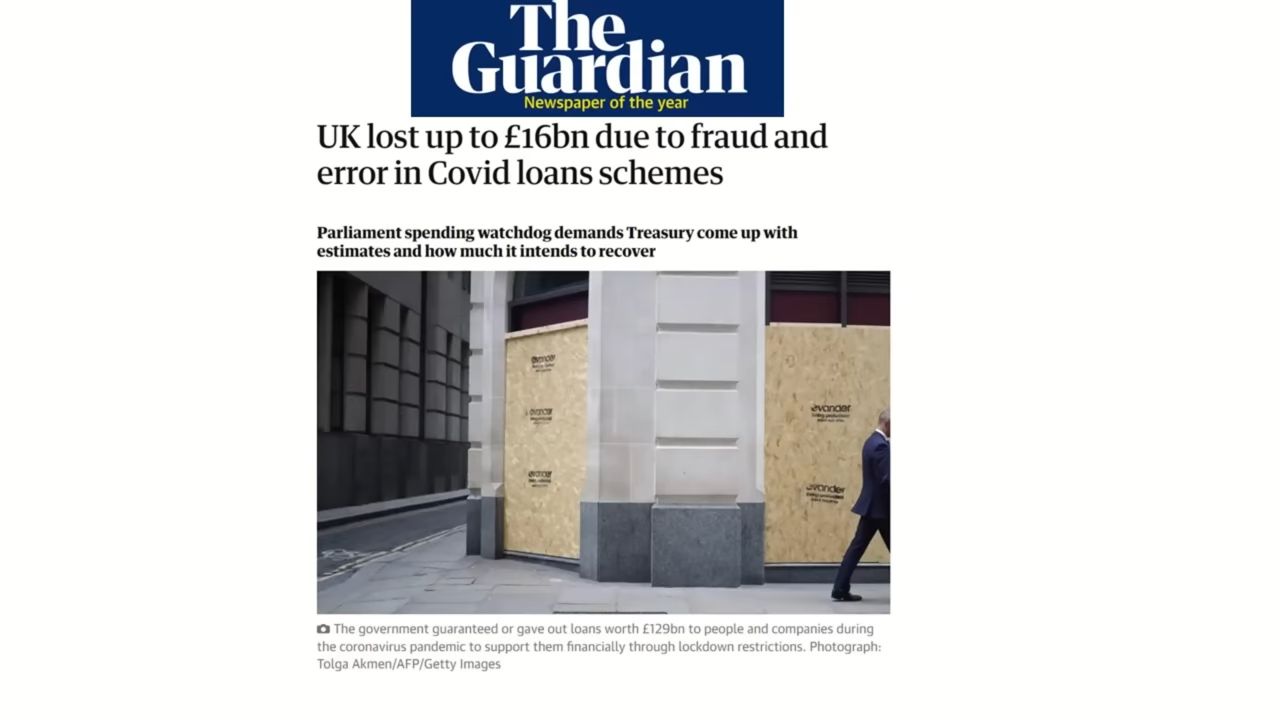 The
Guardian
Newspaper of the year
UK lost up to £16bn due to fraud and
error in Covid loans schemes
Parliament spending watchdog demands Treasury come up with
estimates and how much it intends to recover
evander
evander
evander
evander
evander
The government guaranteed or gave out loans worth £129bn to people and companies during
the coronavirus pandemic to support them financially through lockdown restrictions. Photograph:
Tolga Akmen/AFP/Getty Images